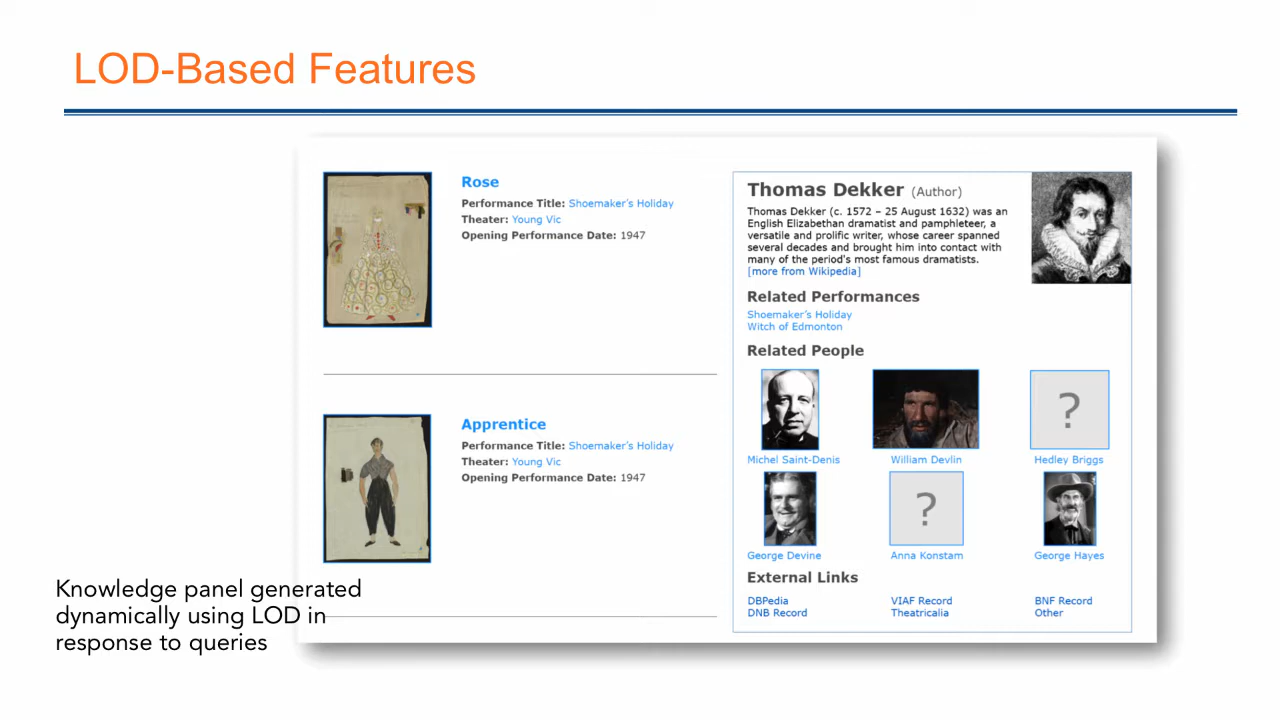 LOD-Based Features
Rose
Performance Title: Shoemaker's Holiday
Theater: Young Vic
Opening Performance Date: 1947
Apprentice
Performance Title: Shoemaker's Holiday
Theater: Young Vic
Opening Performance Date: 1947
Thomas Dekker (Author)
Thomas Dekker (c. 1572 – 25 August 1632) was an
English Elizabethan dramatist and pamphleteer, a
versatile and prolific writer, whose career spanned
several decades and brought him into contact with
many of the period's most famous dramatists.
[more from Wikipedia]
Related Performances
Shoemaker's Holiday
Witch of Edmonton
Related People
?
Michel Saint-Denis William Devlin Hedley Briggs
?
George Devine Anna Konstam George Hayes
External Links
DBPedia VIAF Record BNF Record
DNB Record Theatricalia Other
Knowledge panel generated
dynamically using LOD in
response to queries